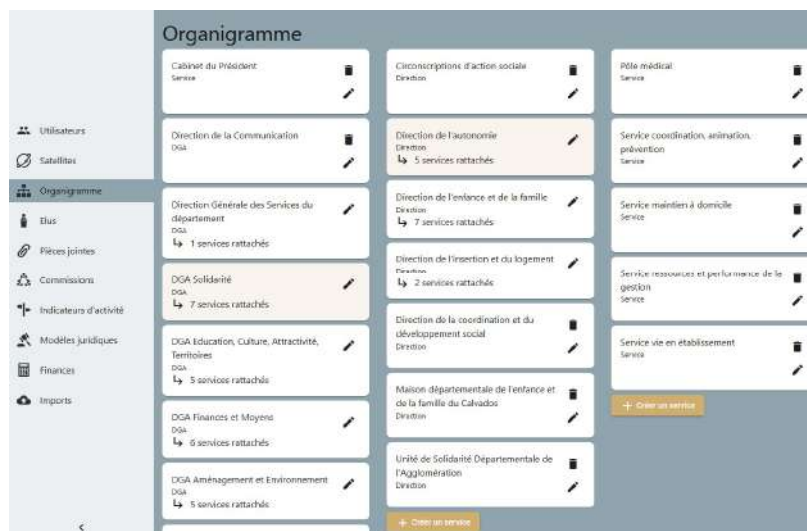 Utilisateurs
Satellites
Organigramme
Elus
Pièces jointes
Commissions
Indicateurs d'activité
Modèles juridiques
Finances
Imports
Organigramme
Cabinet du Président
Service
Direction de la Communication
DGA
Direction Générale des Services du
département
DGA
1 services rattachés
DGA Solidarité
DGA
7 services rattachés
DGA Education, Culture, Attractivité,
Territoires
DGA
5 services rattachés
DGA Finances et Moyens
DGA
6 services rattachés
DGA Aménagement et Environnement
DGA
5 services rattachés
Circonscriptions d'action sociale
Direction
Direction de l'autonomie
Direction
5 services rattachés
Direction de l'enfance et de la famille
Direction
7 services rattachés
Direction de l'insertion et du logement
Direction
2 services rattachés
Direction de la coordination et du
développement social
Direction
Maison départementale de l'enfance et
de la famille du Calvados
Direction
Unité de Solidarité Départementale de
l'Agglomération
Direction
+ Créer un service
Pôle médical
Service
Service coordination, animation,
prévention
Service
Service maintien à domicile
Service
Service ressources et performance de la
gestion
Service
Service vie en établissement
Service
+ Créer un service